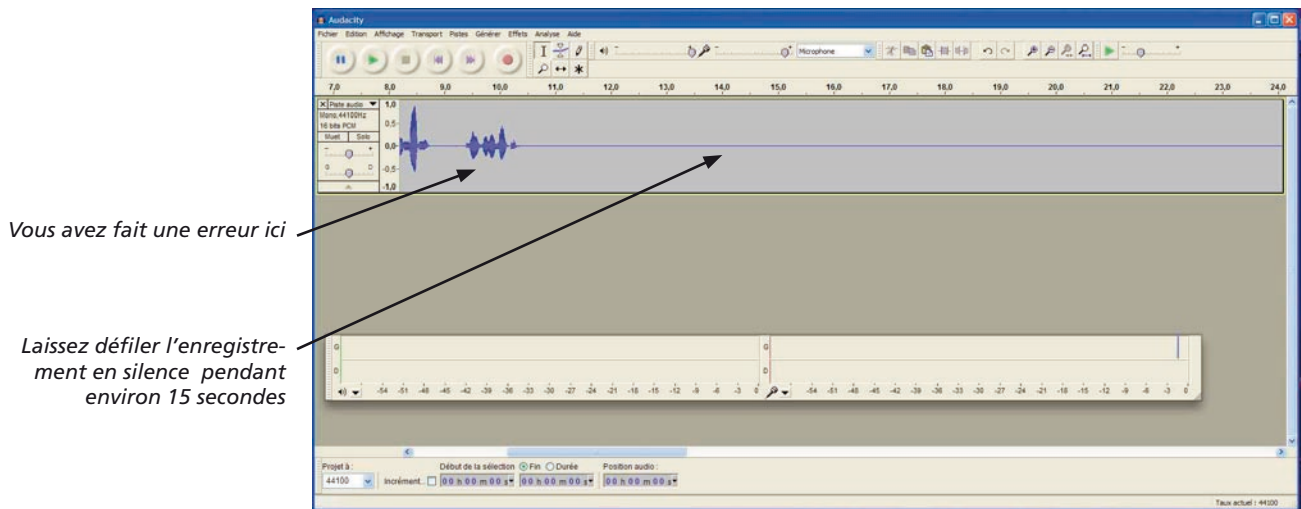 Audacity
Fichier Edition Affichage Transport Pistes Générer Effets Analyse Aide
Microphone
7,0 8,0 9,0 10,0 11,0 12,0 13,0 14,0 15,0 16,0 17,0 18,0 19,0 20,0 21,0 22,0 23,0 24,0
Piste audio
Mono, 44100Hz
16 bits PCM
Muet Solo
- +
G D
1,0
0,5
0,0
-0,5
-1,0
Vous avez fait une erreur ici
Laissez défiler l'enregistre-
ment en silence pendant
environ 15 secondes
G G
D D
-54 -51 -48 -45 -42 -39 -36 -33 -30 -27 -24 -21 -18 -15 -12 -9 -6 -3 0 -54 -51 -48 -45 -42 -39 -36 -33 -30 -27 -24 -21 -18 -15 -12 -9 -6 -3 0
Projet à : Début de la sélection Fin Durée Position audio :
44100 Incrément. 00 h 00 m 00 s 00 h 00 m 00 s 00 h 00 m 00 s
Taux actuel : 44100